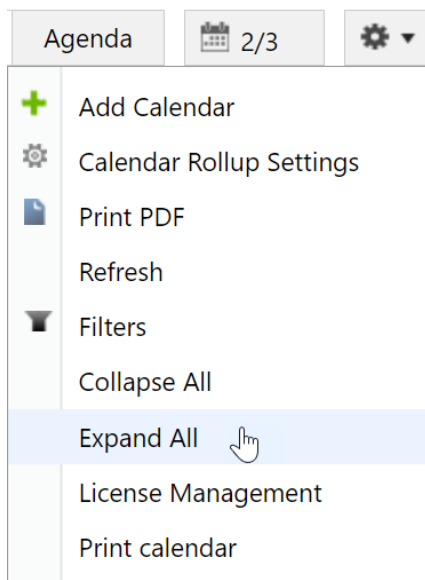 Agenda 2/3
Add Calendar
Calendar Rollup Settings
Print PDF
Refresh
Filters
Collapse All
Expand All
License Management
Print calendar